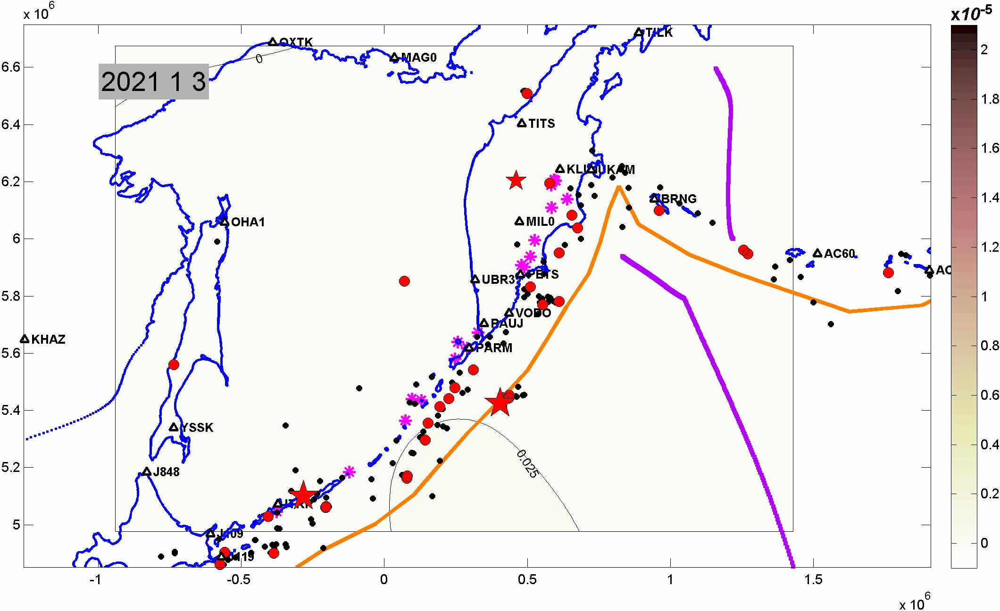 x 10^6
x10^-5
OXTK
TILK
MAG0
0
2021 1 3
TITS
BRNG
OHA1
MIL0
AC60
UBR3
PETS
VODO
PAUJ
KHAZ
PARM
YSSK
0.025
J848
6.6
6.4
6.2
6
5.8
5.6
5.4
5.2
5
-1
-0.5
0
0.5
1
1.5
x 10^6
2
1.8
1.6
1.4
1.2
1
0.8
0.6
0.4
0.2
0